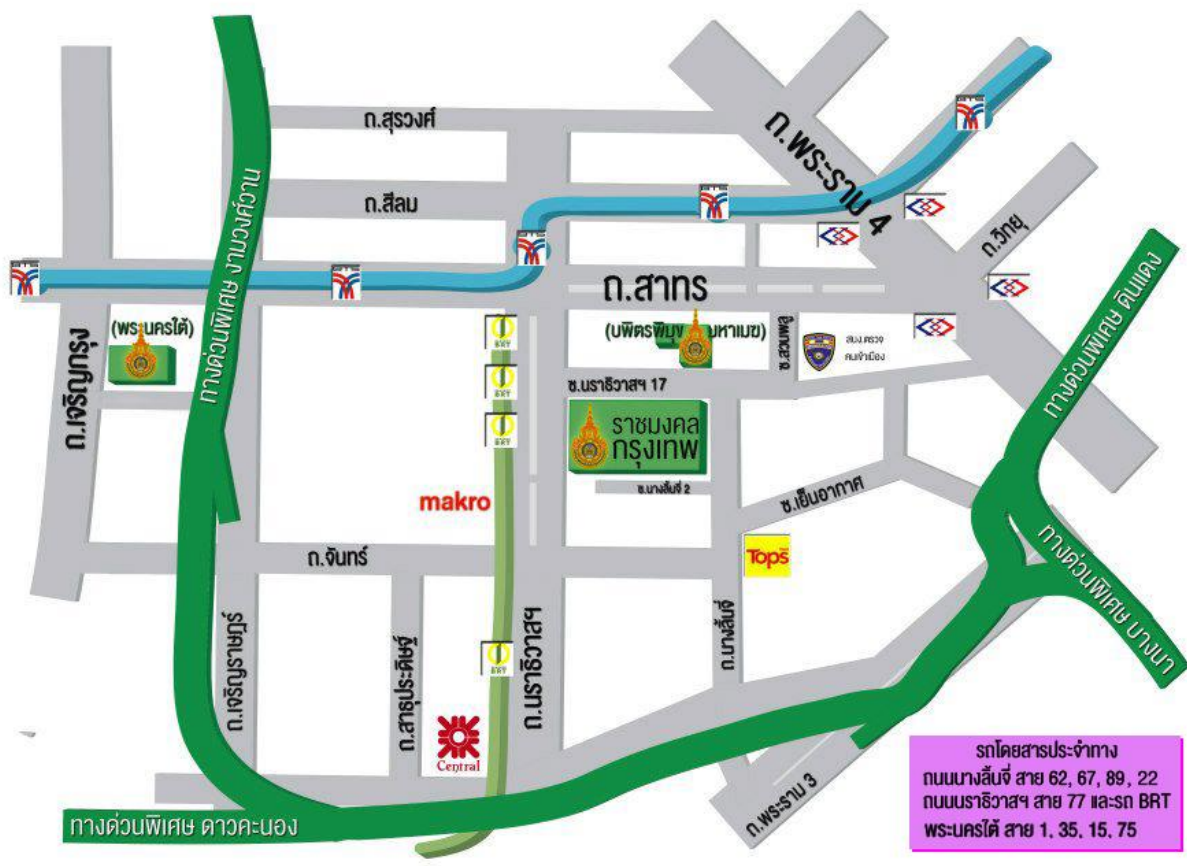 ถ.สุรวงศ์
ถ.พระราม 4
ถ.สีลม
ถ.วิทยุ
ทางด่วนพิเศษ งามวงศ์วาน
ทางด่วนพิเศษ ดินแดง
ถ.สาทร
(พระนครใต้)
(บพิตรพิมุข มหาเมฆ)
ซ.สวนพลู
สนง.ตรวจ
คนเข้าเมือง
ถ.เจริญกรุง
ซ.นราธิวาสฯ 17
ราชมงคล
กรุงเทพ
ซ.นางลิ้นจี่ 2
makro
ซ.เย็นอากาศ
ถ.จันทร์
Tops
ทางด่วนพิเศษ บางนา
ถ.เจริญราษฎร์
ถ.สาธุประดิษฐ์
ถ.นราธิวาสฯ
ถ.นางลิ้นจี่
Central
ถ.พระราม 3
ทางด่วนพิเศษ ดาวคะนอง
รถโดยสารประจำทาง
ถนนนางลิ้นจี่ สาย 62, 67, 89, 22
ถนนนราธิวาสฯ สาย 77 และรถ BRT
พระนครใต้ สาย 1, 35, 15, 75